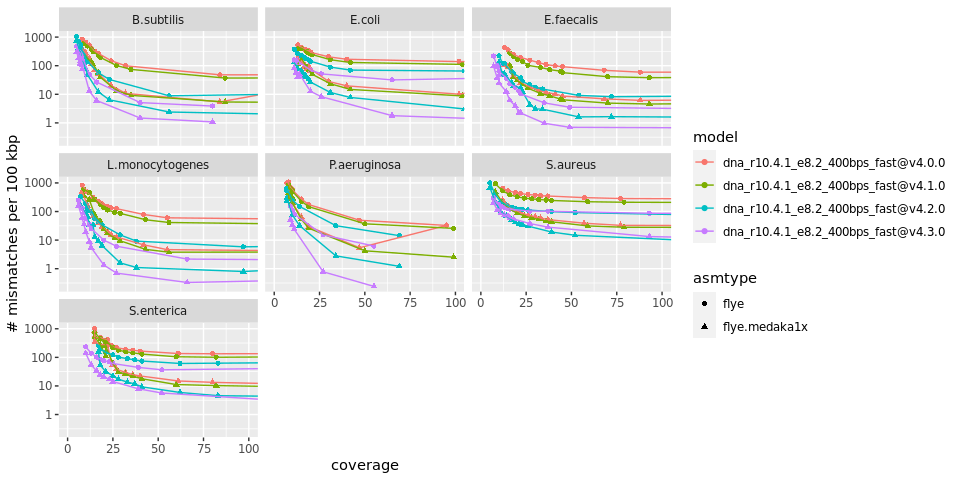 B.subtilis E.coli E.faecalis
1000
100
10
1
L.monocytogenes P.aeruginosa S.aureus
1000
100
10
1
0 25 50 75 100 0 25 50 75 100
S.enterica
1000
100
10
1
0 25 50 75 100
coverage
# mismatches per 100 kbp
model
dna_r10.4.1_e8.2_400bps_fast@v4.0.0
dna_r10.4.1_e8.2_400bps_fast@v4.1.0
dna_r10.4.1_e8.2_400bps_fast@v4.2.0
dna_r10.4.1_e8.2_400bps_fast@v4.3.0
asmtype
flye
flye.medaka1x